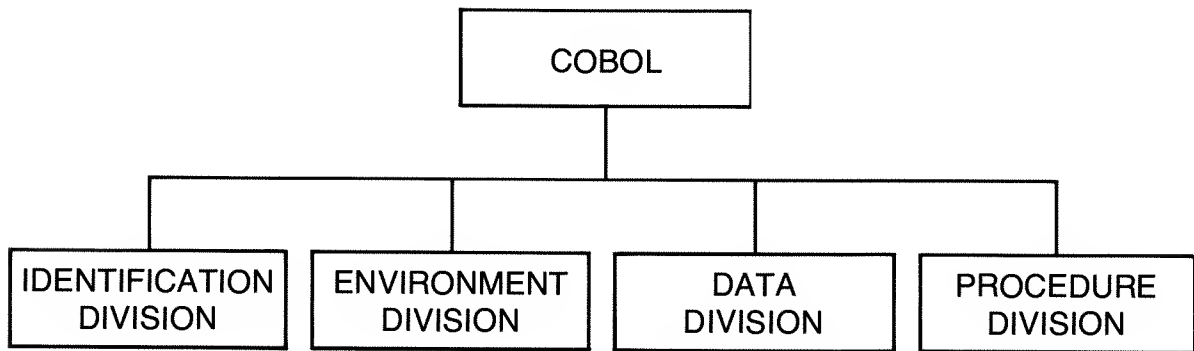 COBOL
IDENTIFICATION
DIVISION
ENVIRONMENT
DIVISION
DATA
DIVISION
PROCEDURE
DIVISION